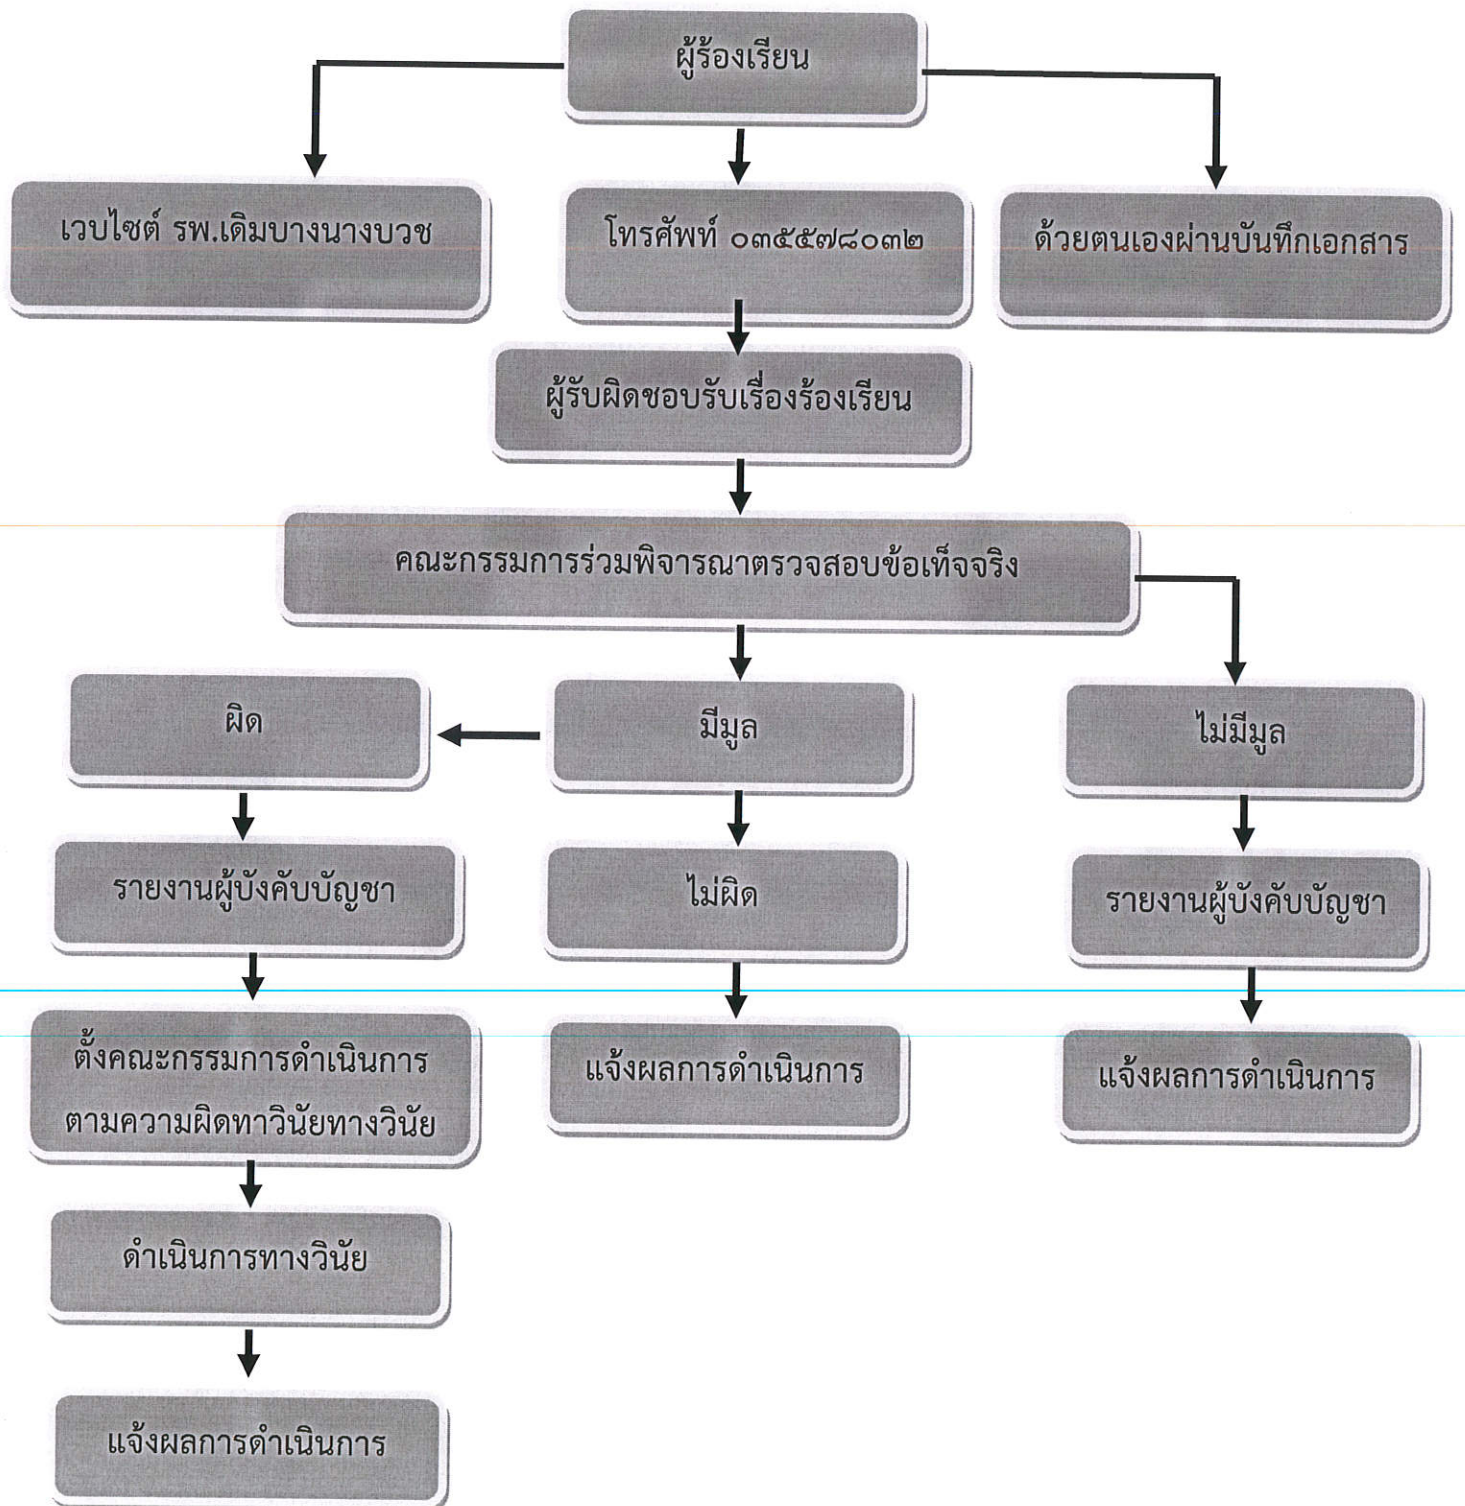 ผู้ร้องเรียน
เวบไซต์ รพ.เดิมบางนางบวช
โทรศัพท์ ๐๓๕๕๗๘๐๓๒
ด้วยตนเองผ่านบันทึกเอกสาร
ผู้รับผิดชอบรับเรื่องร้องเรียน
คณะกรรมการร่วมพิจารณาตรวจสอบข้อเท็จจริง
ผิด
มีมูล
ไม่มีมูล
รายงานผู้บังคับบัญชา
ไม่ผิด
รายงานผู้บังคับบัญชา
ตั้งคณะกรรมการดำเนินการ
ตามความผิดทาวินัยทางวินัย
แจ้งผลการดำเนินการ
แจ้งผลการดำเนินการ
ดำเนินการทางวินัย
แจ้งผลการดำเนินการ